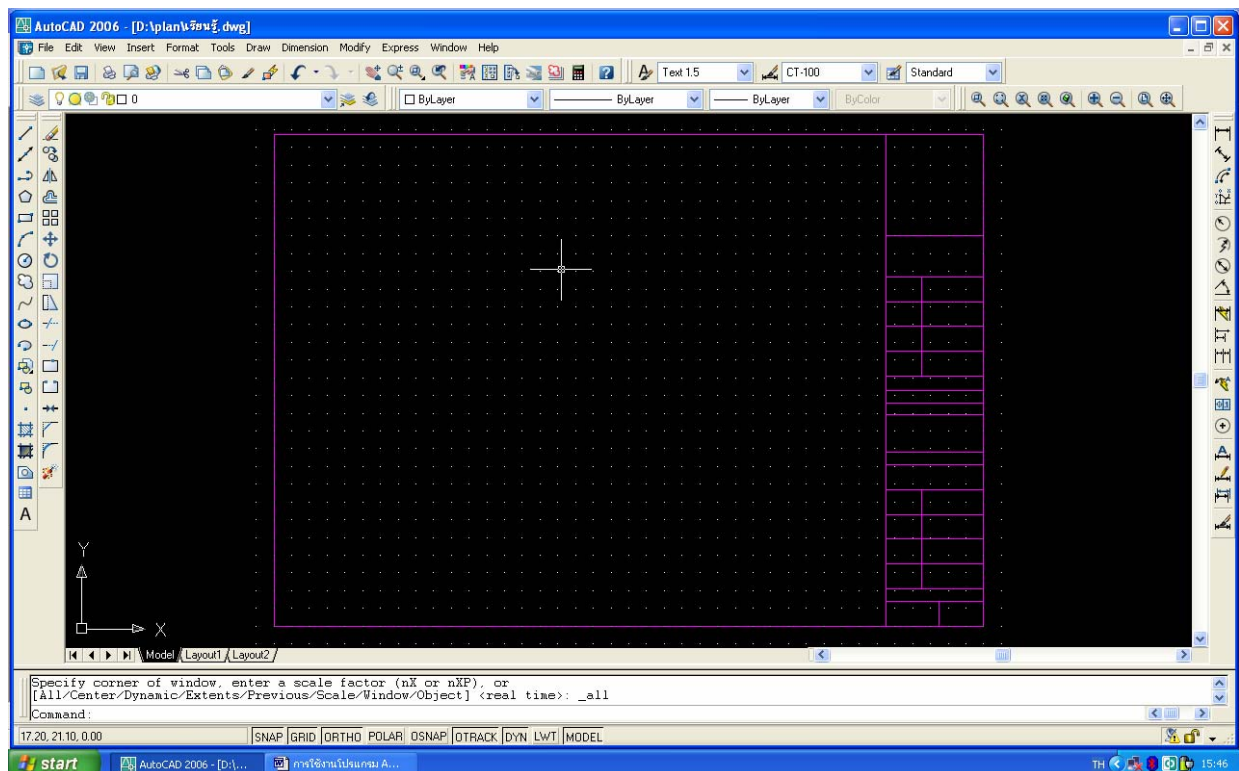 AutoCAD 2006 - [D:\plan\เรียนรู้.dwg]
File Edit View Insert Format Tools Draw Dimension Modify Express Window Help
Text 1.5 CT-100 Standard
0 ByLayer ByLayer ByLayer ByColor
Y
X
Model Layout1 Layout2
Specify corner of window, enter a scale factor (nX or nXP), or
[All/Center/Dynamic/Extents/Previous/Scale/Window/Object] <real time>: _all
Command:
17.20, 21.10, 0.00 SNAP GRID ORTHO POLAR OSNAP OTRACK DYN LWT MODEL
start AutoCAD 2006 - [D:\... การใช้งานโปรแกรม A... TH 15:46